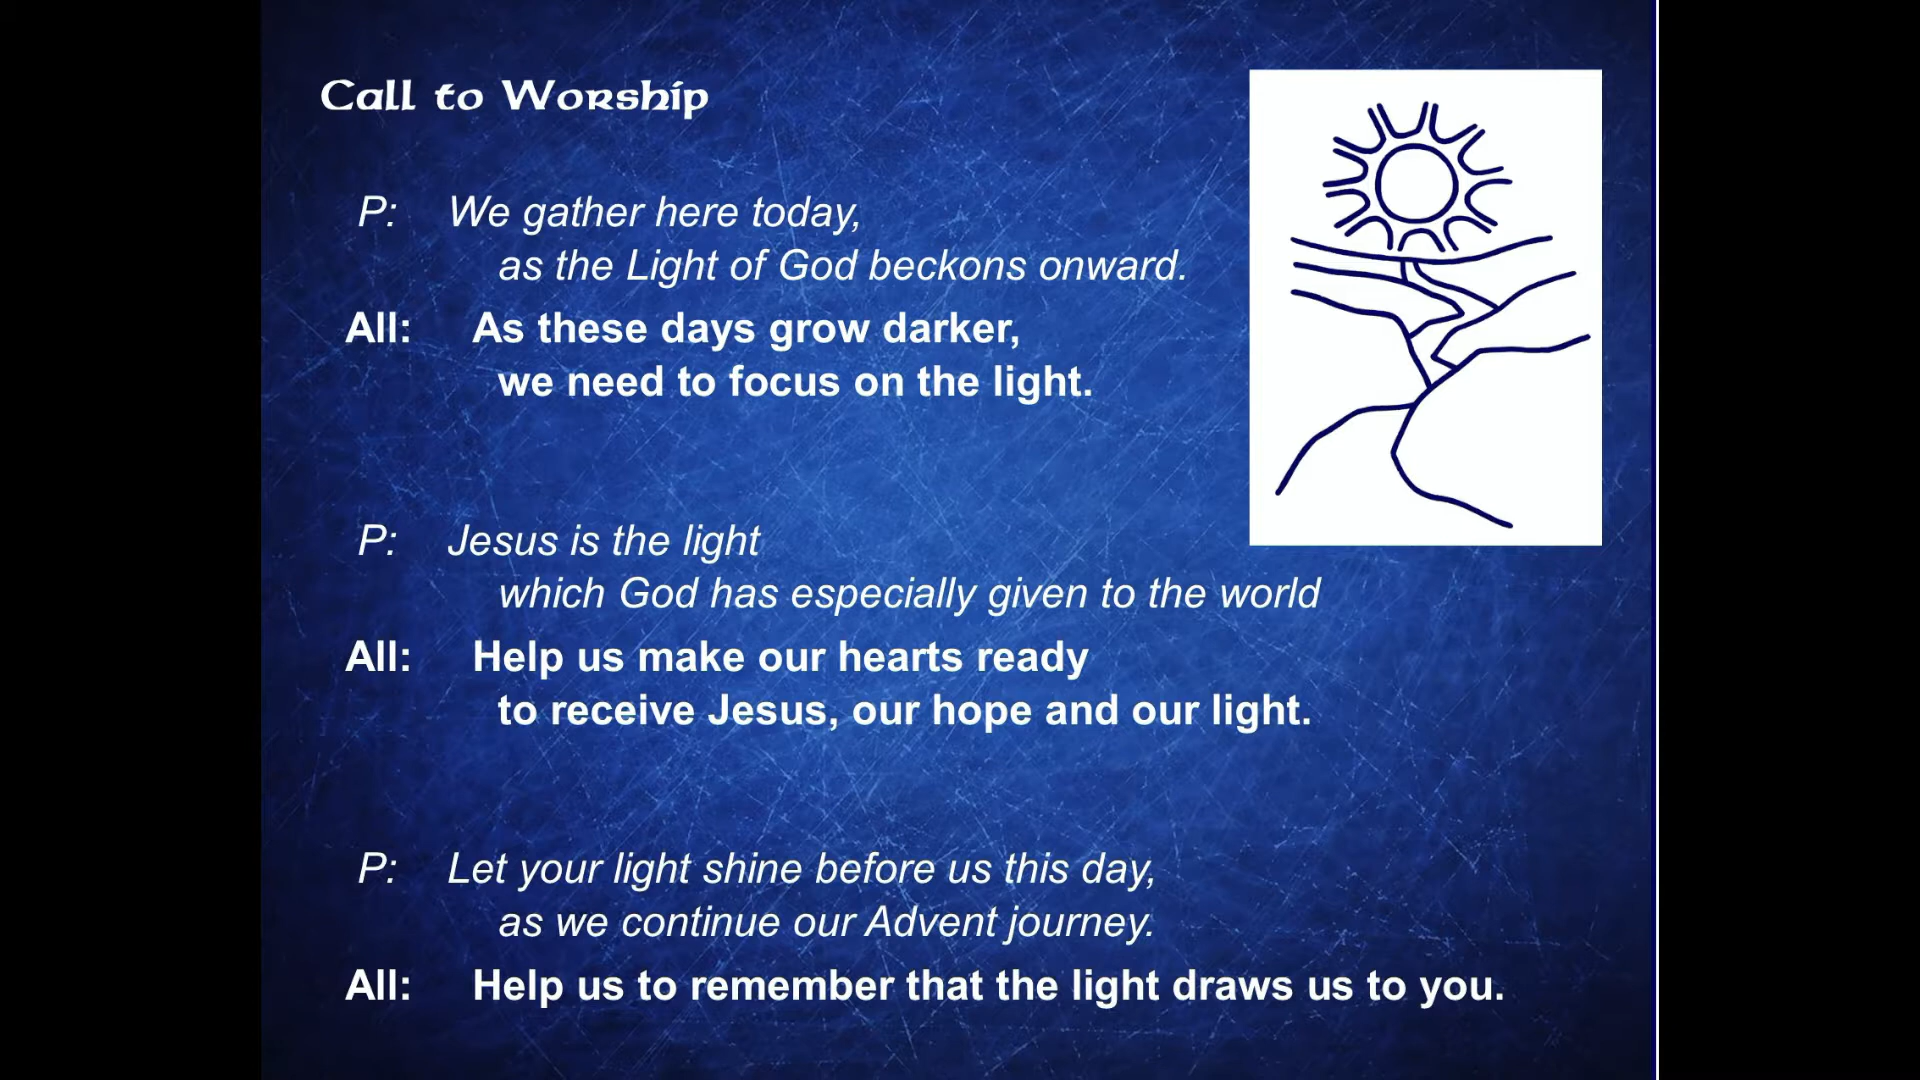 Call to Worship
P: We gather here today,
as the Light of God beckons onward.
All: As these days grow darker,
we need to focus on the light.
P: Jesus is the light
which God has especially given to the world
All: Help us make our hearts ready
to receive Jesus, our hope and our light.
P: Let your light shine before us this day,
as we continue our Advent journey.
All: Help us to remember that the light draws us to you.